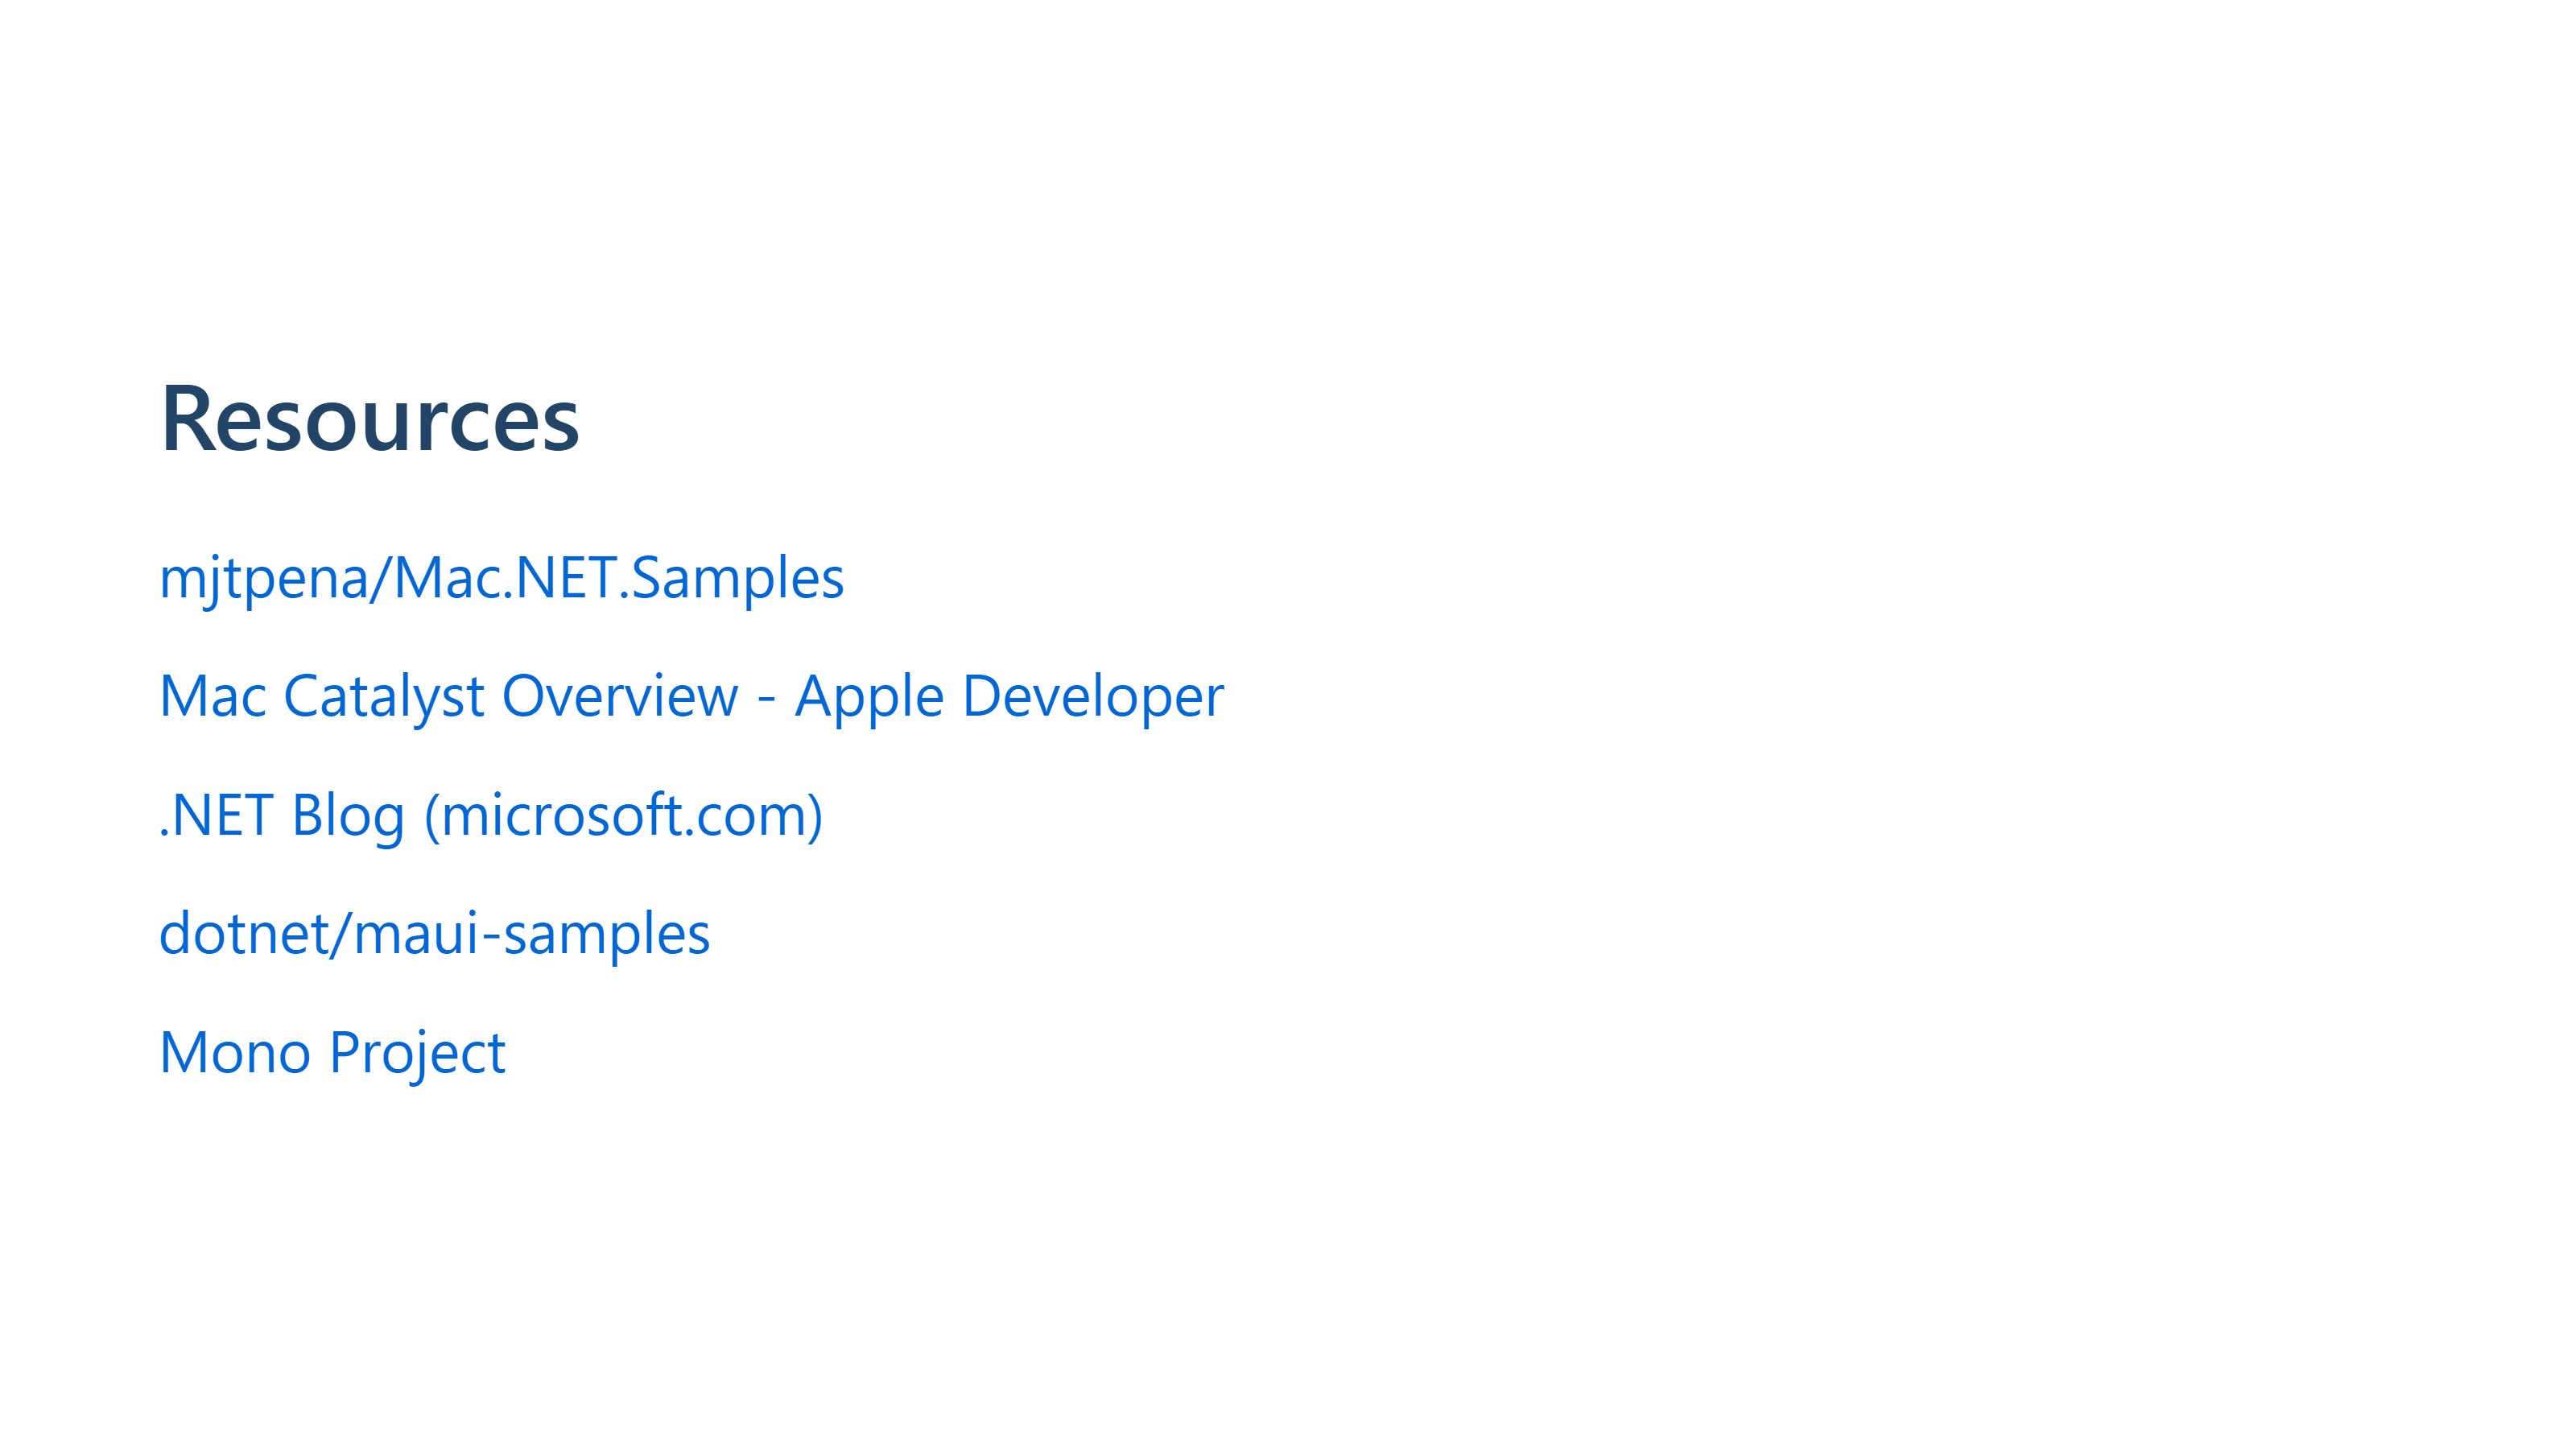 Resources
mjtpena/Mac.NET.Samples
Mac Catalyst Overview - Apple Developer
.NET Blog (microsoft.com)
dotnet/maui-samples
Mono Project